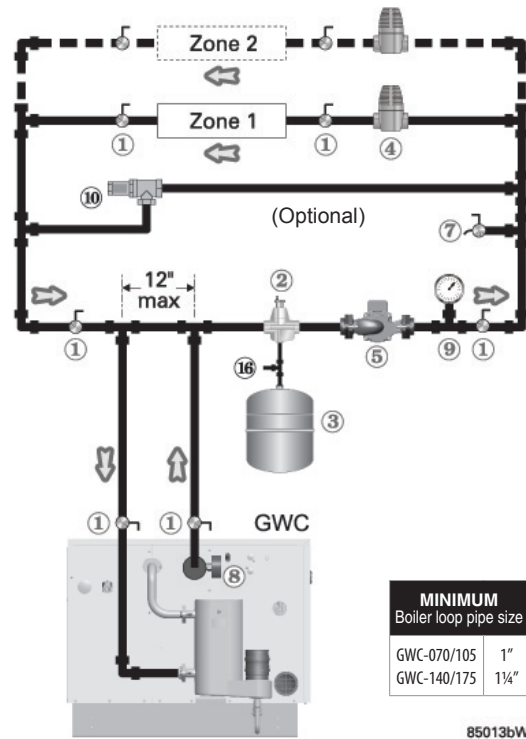 Zone 2
Zone 1
① ① ④
⑩
(Optional)
⑦
12"
max
②
① ⑤ ⑨ ①
⑯
③
① ① GWC
⑧
MINIMUM
Boiler loop pipe size
GWC-070/105 1"
GWC-140/175 1¼"
85013bW